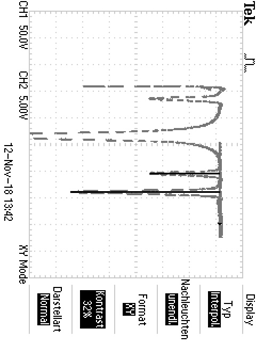 Tek
Display
Typ
Interpol.
Nachleuchten
unendl.
Format
XY
Kontrast
32%
Darstellart
Normal
CH1 50.0V
CH2 5.00V
XY Mode
12-Nov-18 13:42